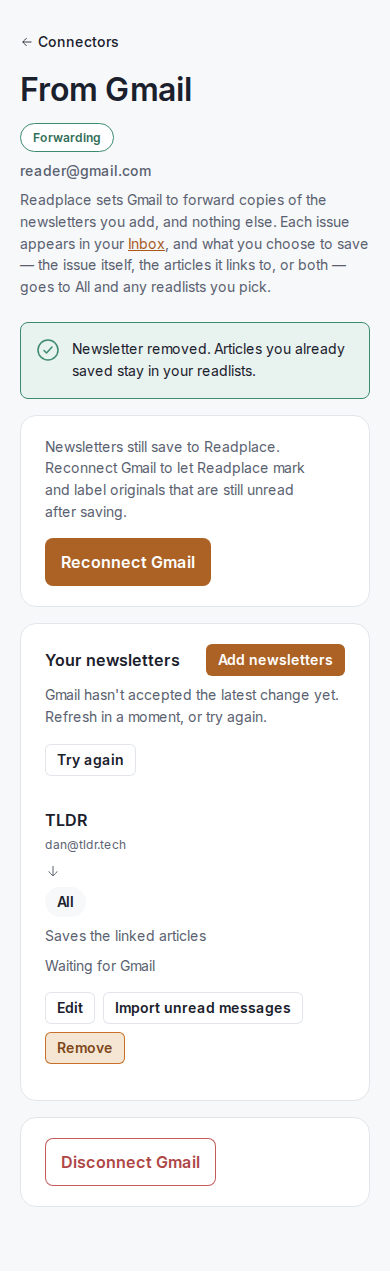 ← Connectors
From Gmail
Forwarding
reader@gmail.com
Readplace sets Gmail to forward copies of the
newsletters you add, and nothing else. Each issue
appears in your Inbox, and what you choose to save
— the issue itself, the articles it links to, or both —
goes to All and any readlists you pick.
Newsletter removed. Articles you already
saved stay in your readlists.
Newsletters still save to Readplace.
Reconnect Gmail to let Readplace mark
and label originals that are still unread
after saving.
Reconnect Gmail
Your newsletters
Add newsletters
Gmail hasn't accepted the latest change yet.
Refresh in a moment, or try again.
Try again
TLDR
dan@tldr.tech
↓
All
Saves the linked articles
Waiting for Gmail
Edit
Import unread messages
Remove
Disconnect Gmail